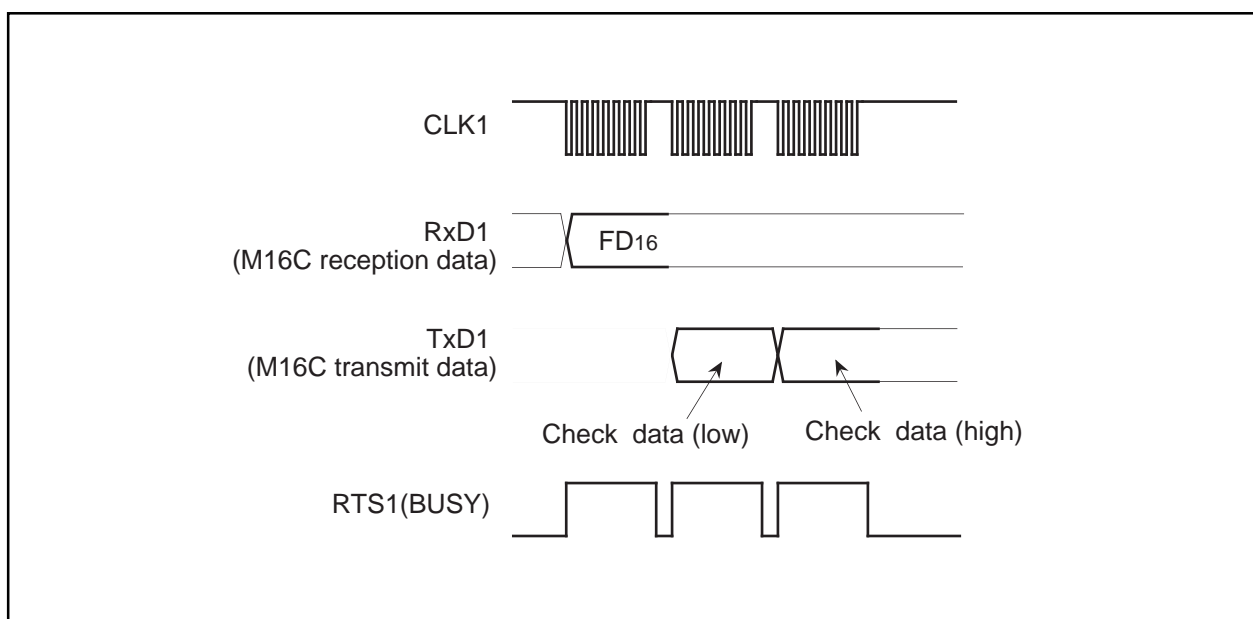 CLK1
RxD1
(M16C reception data)
FD16
TxD1
(M16C transmit data)
Check data (low)
Check data (high)
RTS1(BUSY)